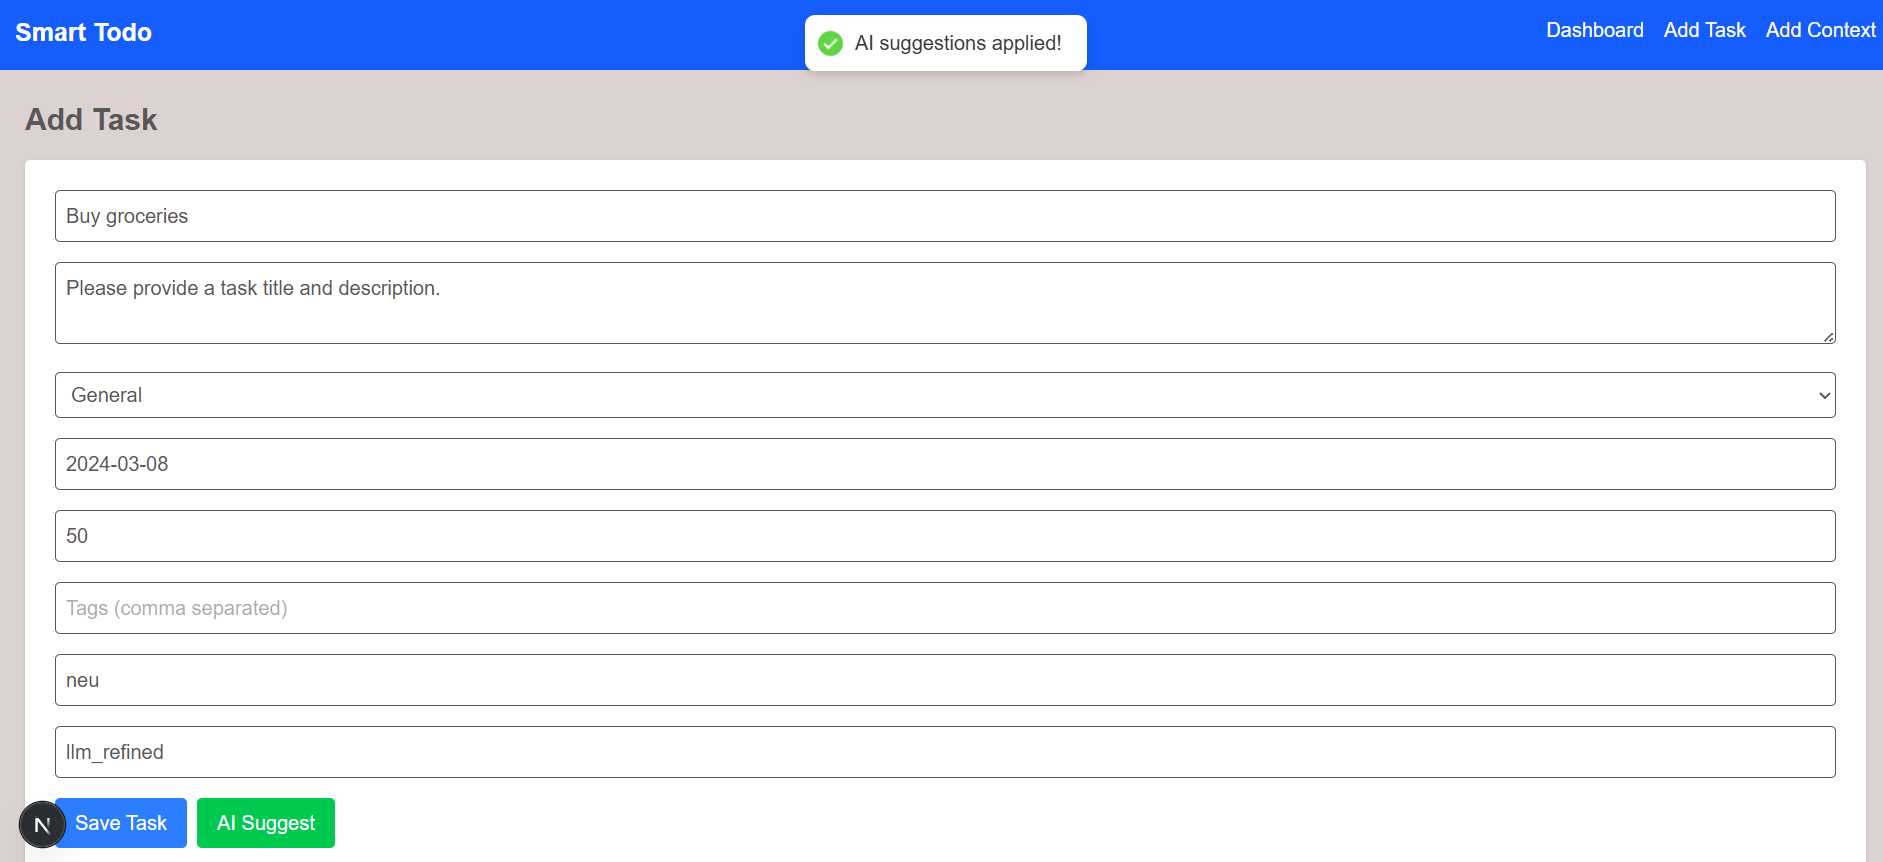 Smart Todo
AI suggestions applied!
Dashboard Add Task Add Context
Add Task
Buy groceries
Please provide a task title and description.
General
2024-03-08
50
Tags (comma separated)
neu
llm_refined
N Save Task AI Suggest